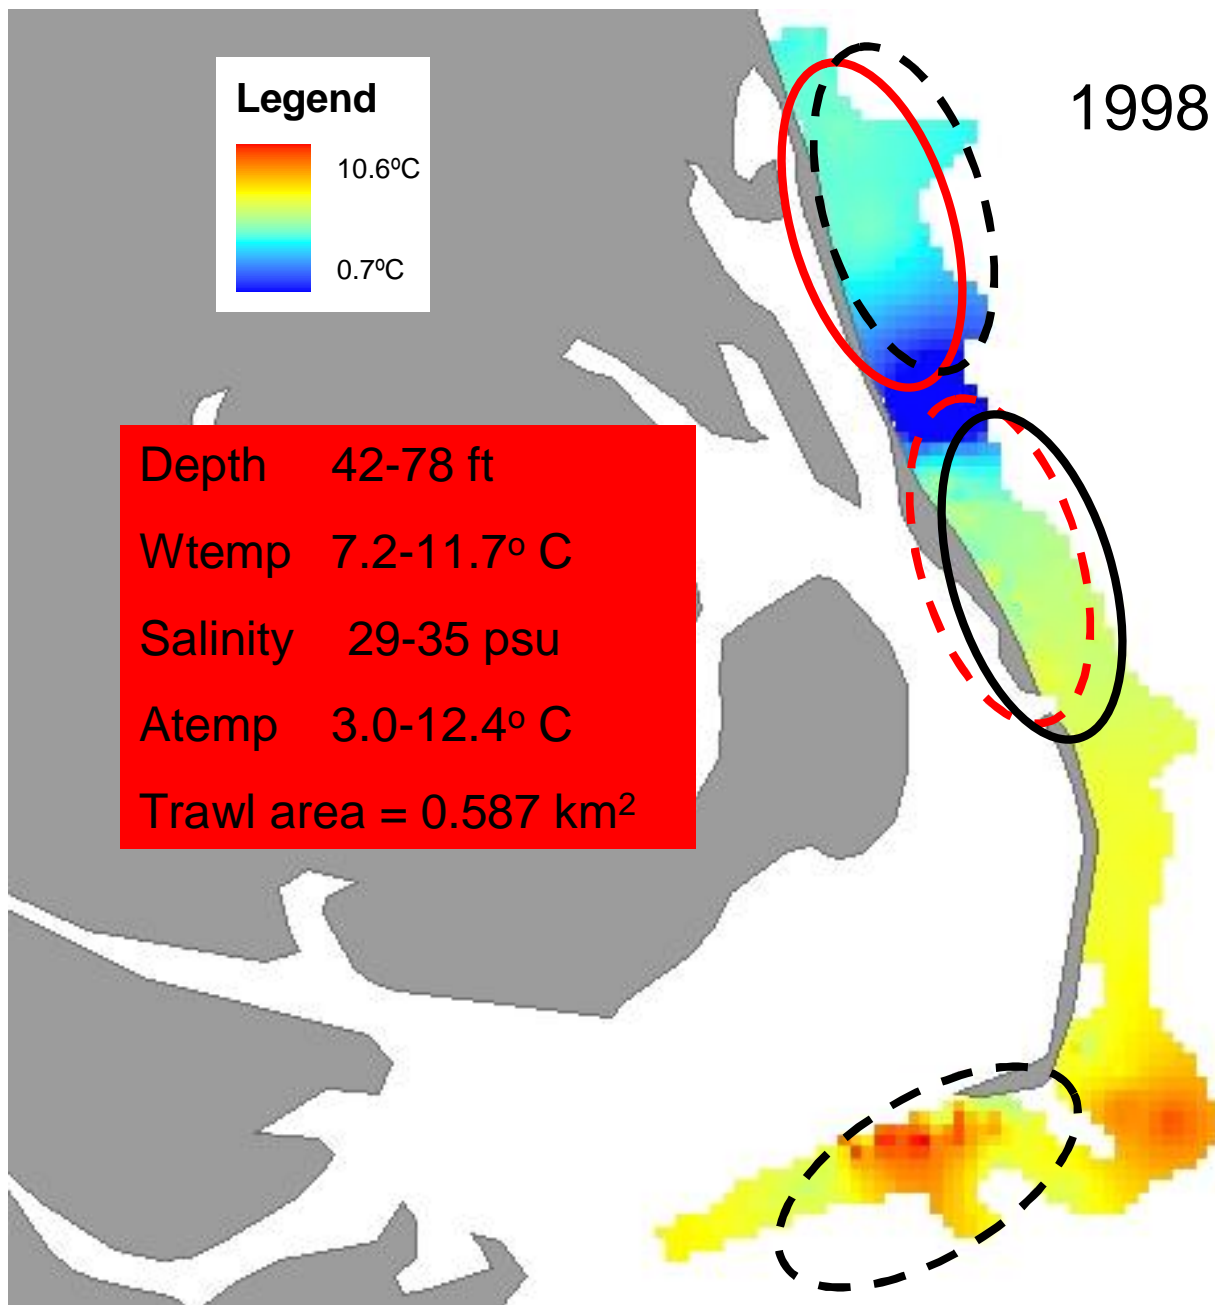 1998
Legend
10.6ºC
0.7ºC
Depth 42-78 ft
Wtemp 7.2-11.7º C
Salinity 29-35 psu
Atemp 3.0-12.4º C
Trawl area = 0.587 km²